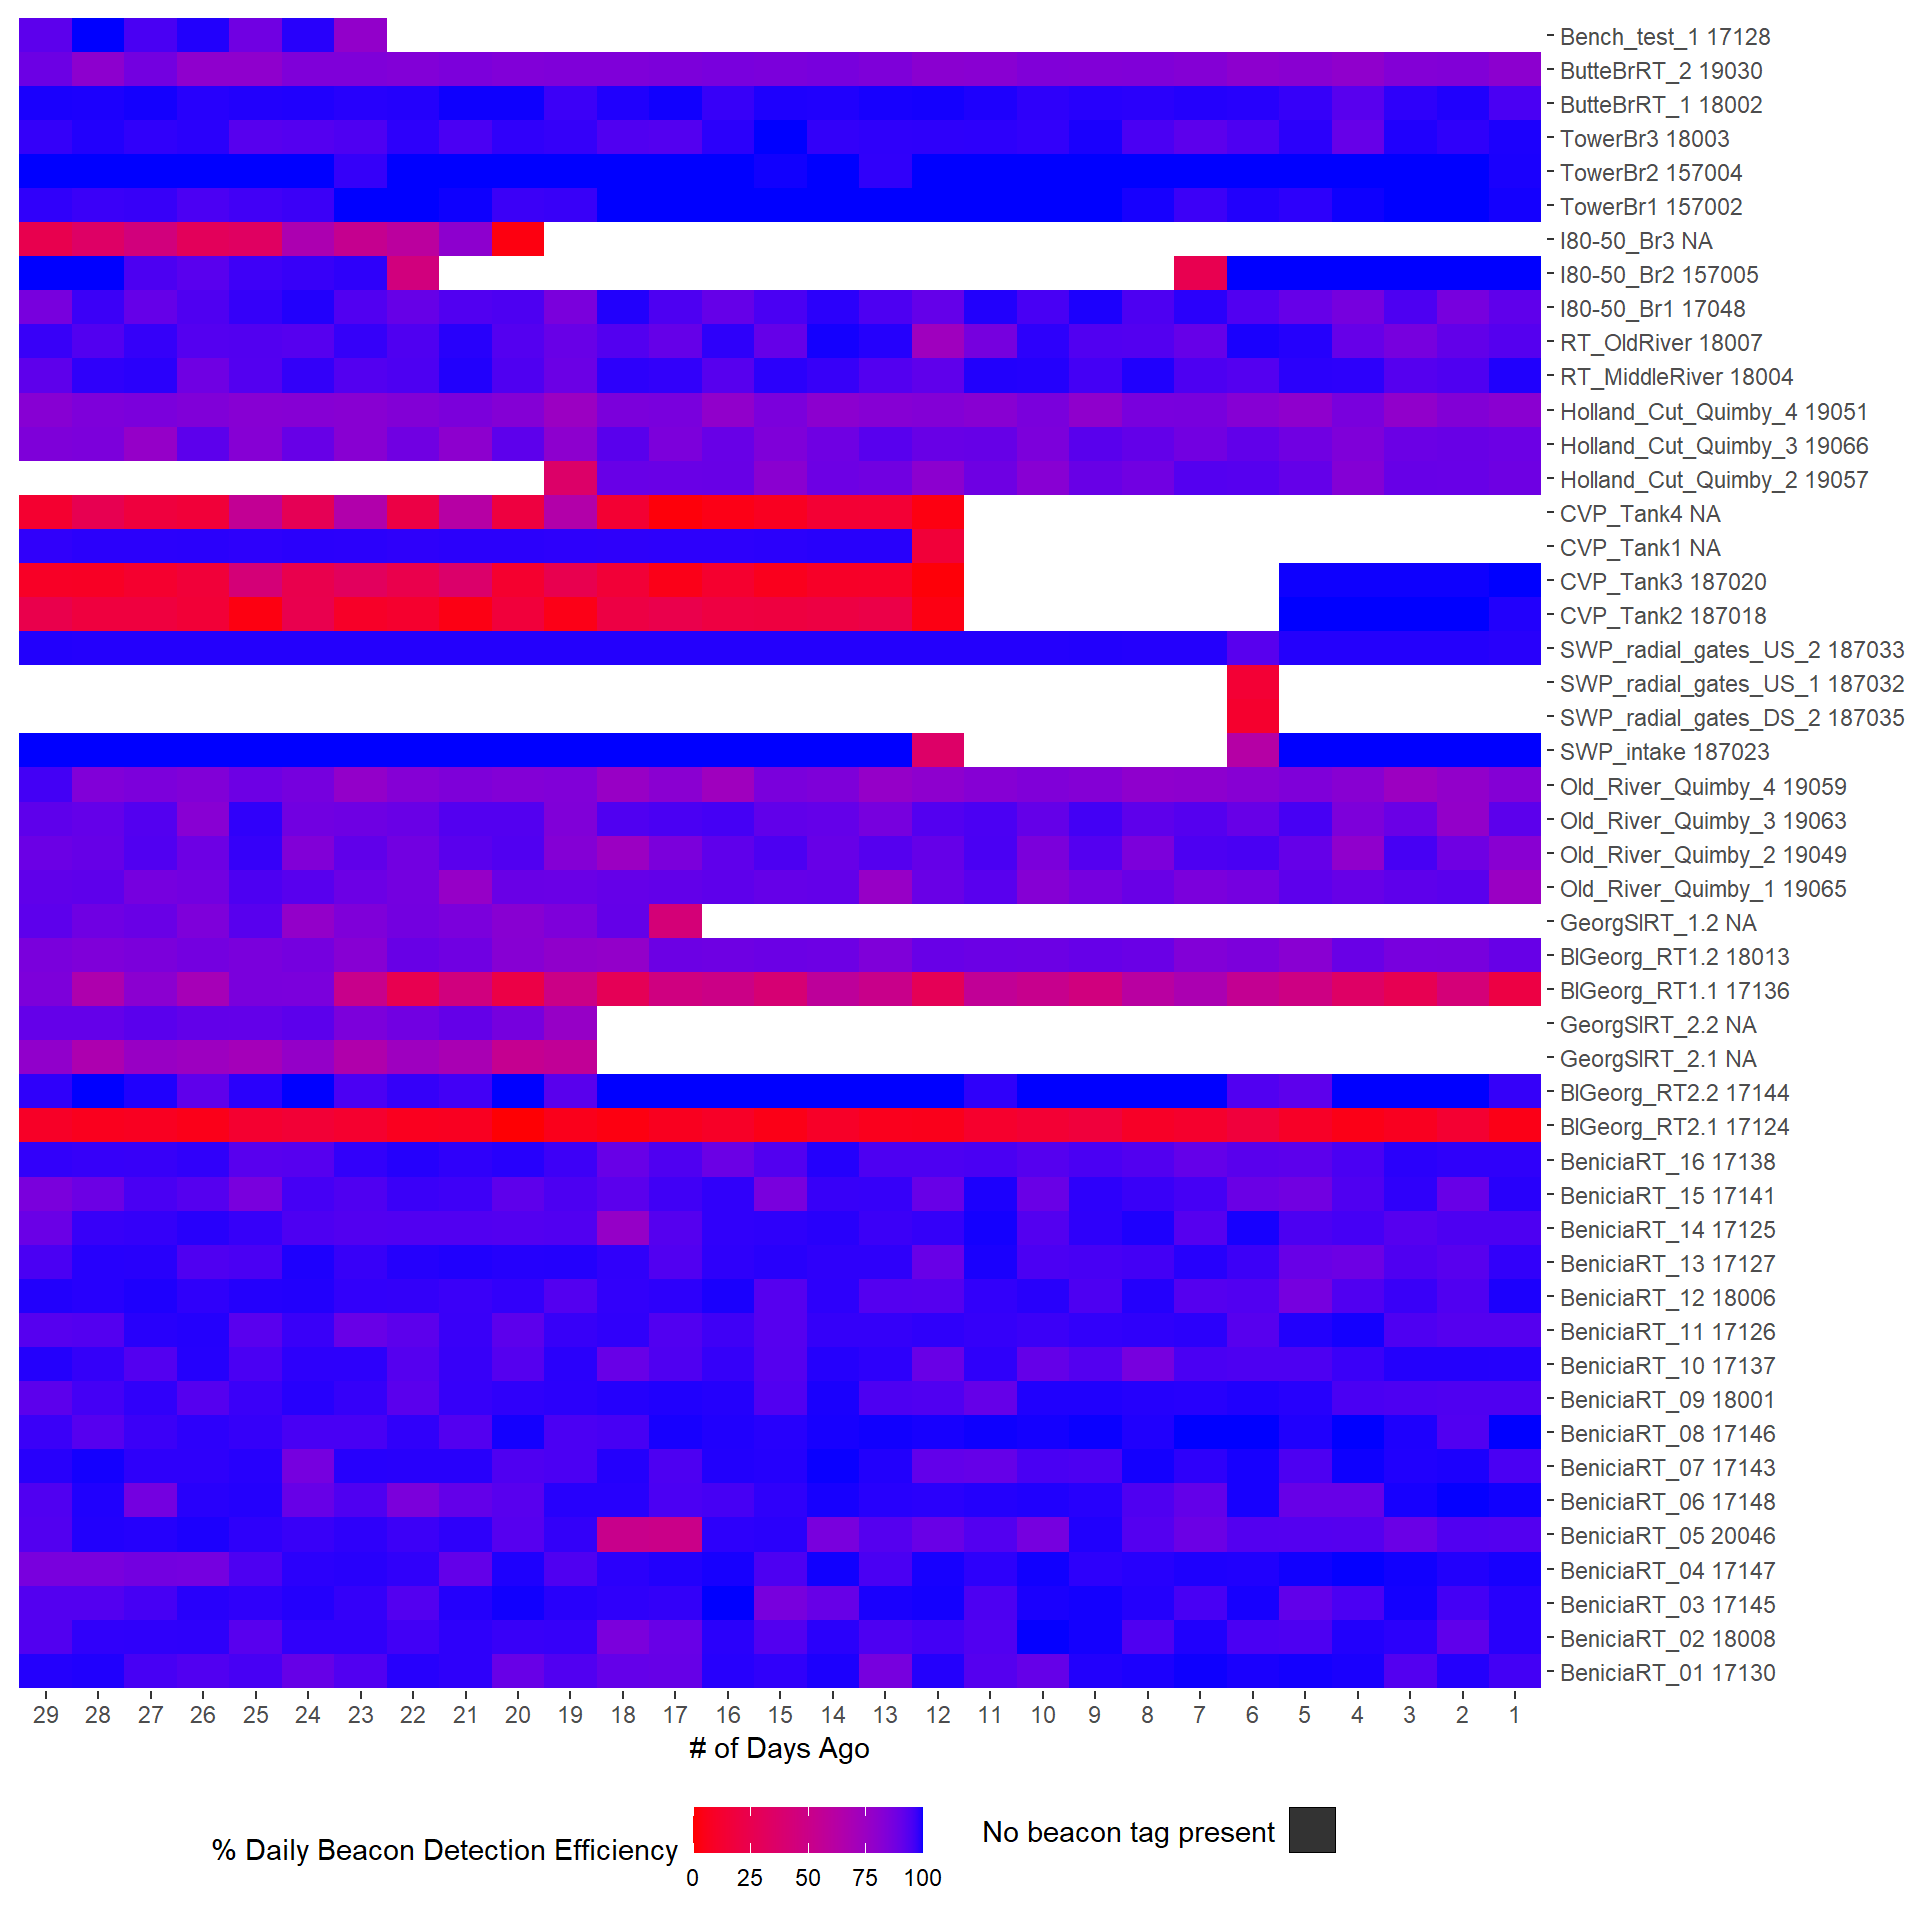 Bench_test_1 17128
ButteBrRT_2 19030
ButteBrRT_1 18002
TowerBr3 18003
TowerBr2 157004
TowerBr1 157002
I80-50_Br3 NA
I80-50_Br2 157005
I80-50_Br1 17048
RT_OldRiver 18007
RT_MiddleRiver 18004
Holland_Cut_Quimby_4 19051
Holland_Cut_Quimby_3 19066
Holland_Cut_Quimby_2 19057
CVP_Tank4 NA
CVP_Tank1 NA
CVP_Tank3 187020
CVP_Tank2 187018
SWP_radial_gates_US_2 187033
SWP_radial_gates_US_1 187032
SWP_radial_gates_DS_2 187035
SWP_intake 187023
Old_River_Quimby_4 19059
Old_River_Quimby_3 19063
Old_River_Quimby_2 19049
Old_River_Quimby_1 19065
GeorgSlRT_1.2 NA
BlGeorg_RT1.2 18013
BlGeorg_RT1.1 17136
GeorgSlRT_2.2 NA
GeorgSlRT_2.1 NA
BlGeorg_RT2.2 17144
BlGeorg_RT2.1 17124
BeniciaRT_16 17138
BeniciaRT_15 17141
BeniciaRT_14 17125
BeniciaRT_13 17127
BeniciaRT_12 18006
BeniciaRT_11 17126
BeniciaRT_10 17137
BeniciaRT_09 18001
BeniciaRT_08 17146
BeniciaRT_07 17143
BeniciaRT_06 17148
BeniciaRT_05 20046
BeniciaRT_04 17147
BeniciaRT_03 17145
BeniciaRT_02 18008
BeniciaRT_01 17130
29 28 27 26 25 24 23 22 21 20 19 18 17 16 15 14 13 12 11 10 9 8 7 6 5 4 3 2 1
# of Days Ago
% Daily Beacon Detection Efficiency
0 25 50 75 100
No beacon tag present